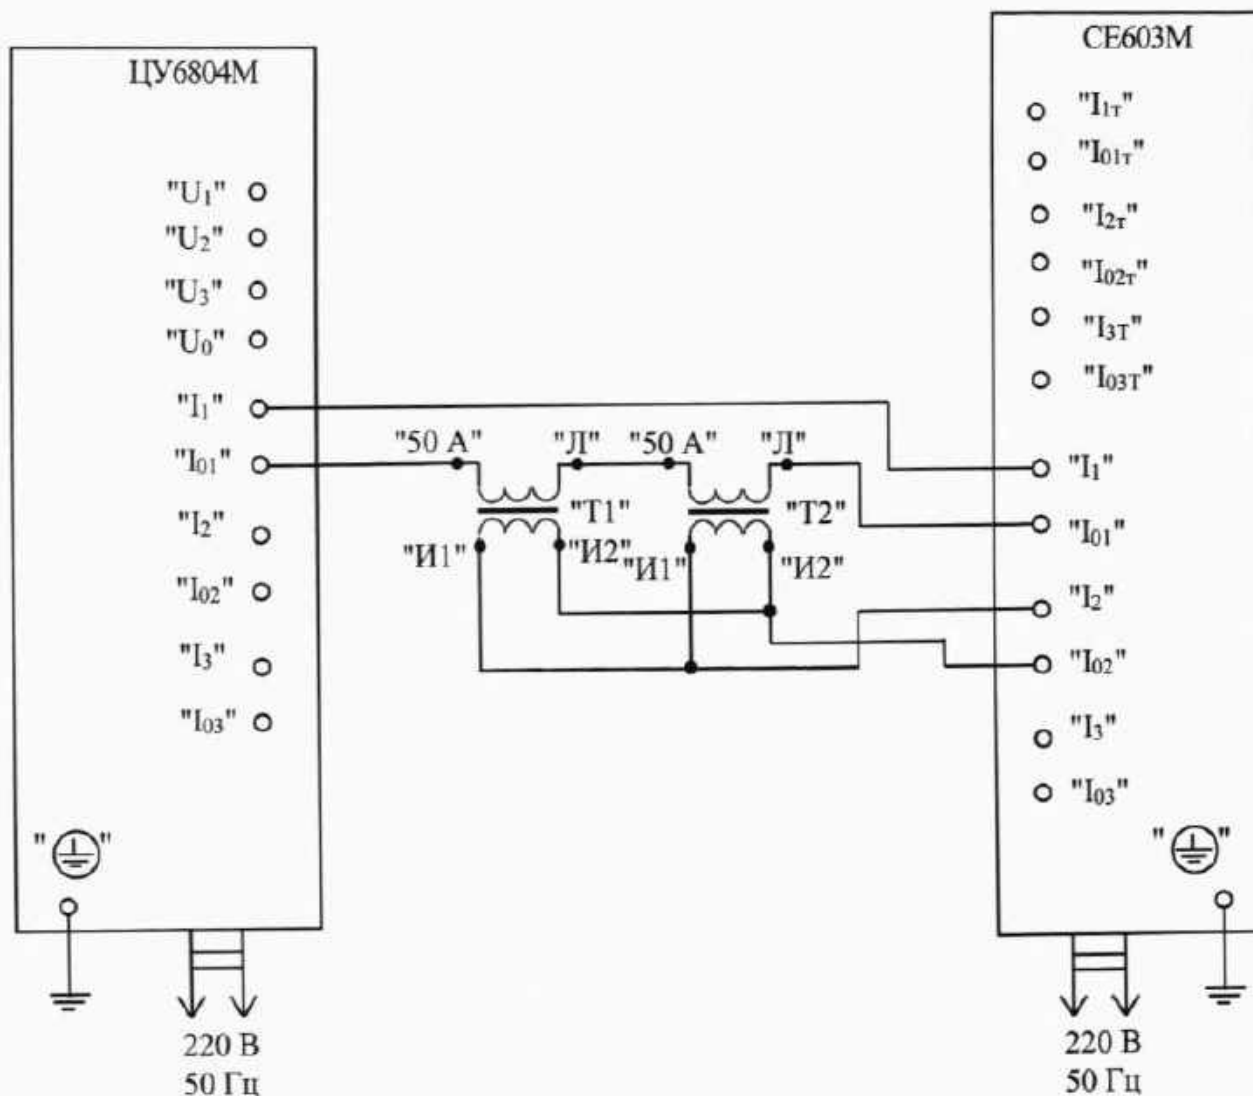 ЦУ6804М
"U1"
"U2"
"U3"
"U0"
"I1"
"I01"
"I2"
"I02"
"I3"
"I03"
" "
220 В
50 Гц
"50 А" "Л" "50 А" "Л"
"Т1" "Т2"
"И1" "И2" "И1" "И2"
СЕ603М
"I1т"
"I01т"
"I2т"
"I02т"
"I3Т"
"I03Т"
"I1"
"I01"
"I2"
"I02"
"I3"
"I03"
" "
220 В
50 Гц